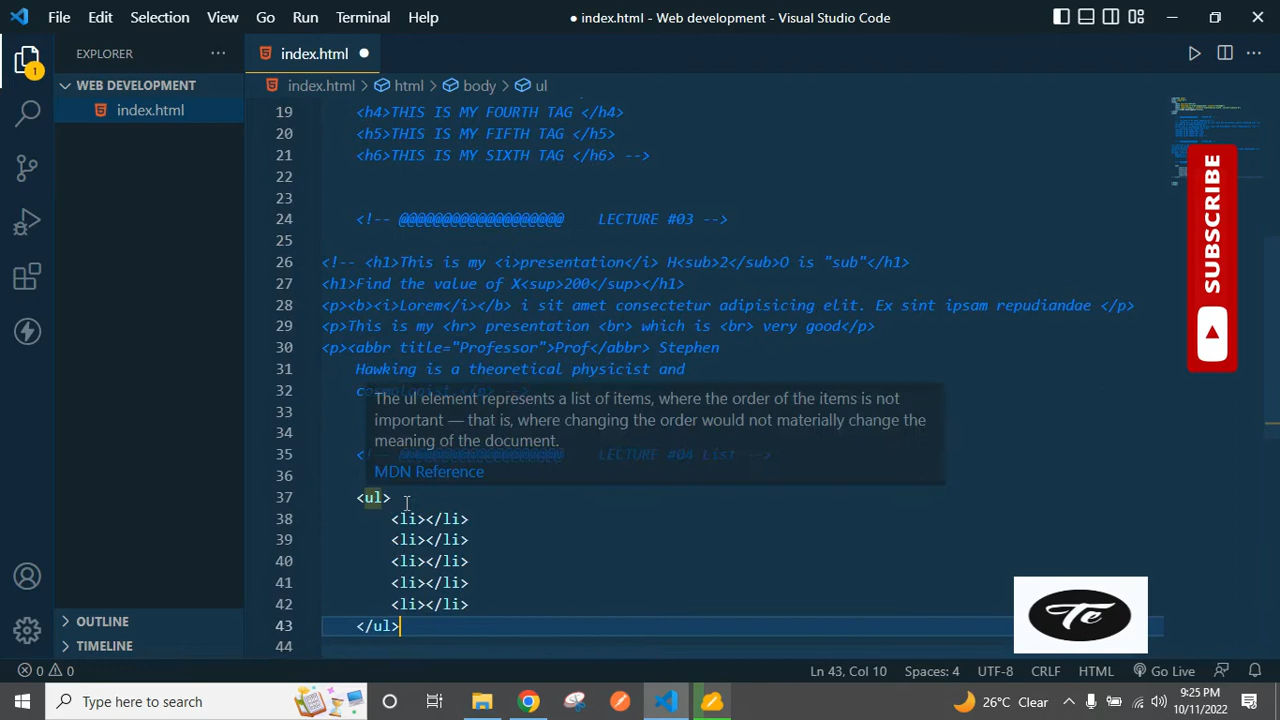 File Edit Selection View Go Run Terminal Help
● index.html - Web development - Visual Studio Code
EXPLORER
index.html ●
WEB DEVELOPMENT
index.html
index.html > html > body > ul
19 <h4>THIS IS MY FOURTH TAG </h4>
20 <h5>THIS IS MY FIFTH TAG </h5>
21 <h6>THIS IS MY SIXTH TAG </h6> -->
22
23
24 <!-- @@@@@@@@@@@@@@@@@@@ LECTURE #03 -->
25
26 <!-- <h1>This is my <i>presentation</i> H<sub>2</sub>O is "sub"</h1>
27 <h1>Find the value of X<sup>200</sup></h1>
28 <p><b><i>Lorem</i></b> i sit amet consectetur adipisicing elit. Ex sint ipsam repudiandae </p>
29 <p>This is my <hr> presentation <br> which is <br> very good</p>
30 <p><abbr title="Professor">Prof</abbr> Stephen
31 Hawking is a theoretical physicist and
32
The ul element represents a list of items, where the order of the items is not
33
important — that is, where changing the order would not materially change the
34
meaning of the document.
35 <!-- @@@@@@@@@@@@@@@@@@@ LECTURE #04 List -->
MDN Reference
36
37 <ul>
38 <li></li>
39 <li></li>
40 <li></li>
41 <li></li>
42 <li></li>
43 </ul>
44
SUBSCRIBE
Te
OUTLINE
TIMELINE
1
0 0
Ln 43, Col 10 Spaces: 4 UTF-8 CRLF HTML Go Live
Type here to search
26°C Clear
9:25 PM
10/11/2022